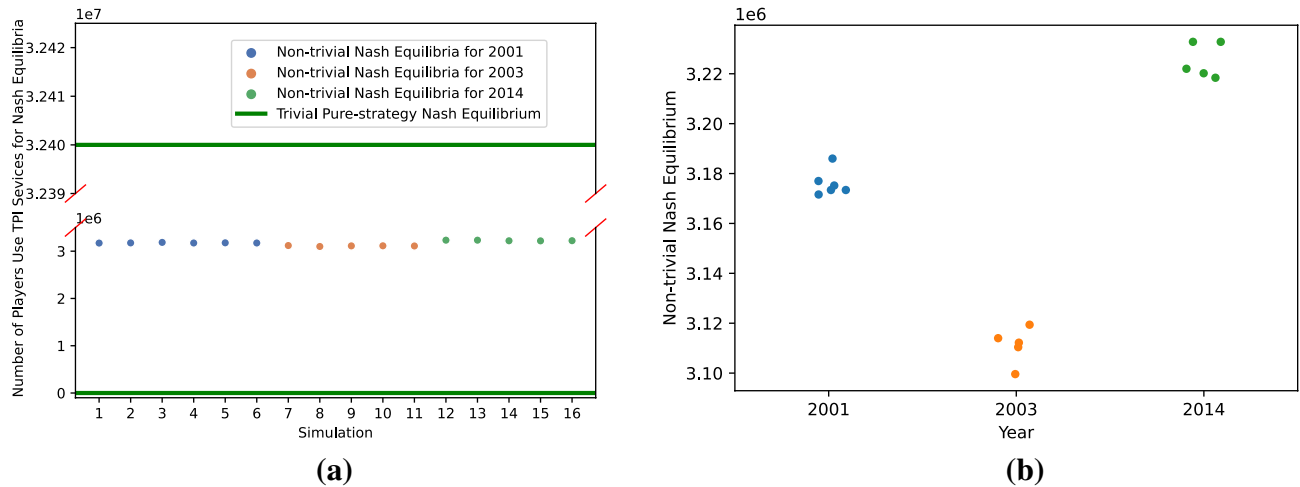 1e7
Number of Players Use TPI Sevices for Nash Equilibria
3.242
3.241
3.240
3.239
Non-trivial Nash Equilibria for 2001
Non-trivial Nash Equilibria for 2003
Non-trivial Nash Equilibria for 2014
Trivial Pure-strategy Nash Equilibrium
1e6
3
2
1
0
1 2 3 4 5 6 7 8 9 10 11 12 13 14 15 16
Simulation
(a)
1e6
Non-trivial Nash Equilibrium
3.22
3.20
3.18
3.16
3.14
3.12
3.10
2001 2003 2014
Year
(b)